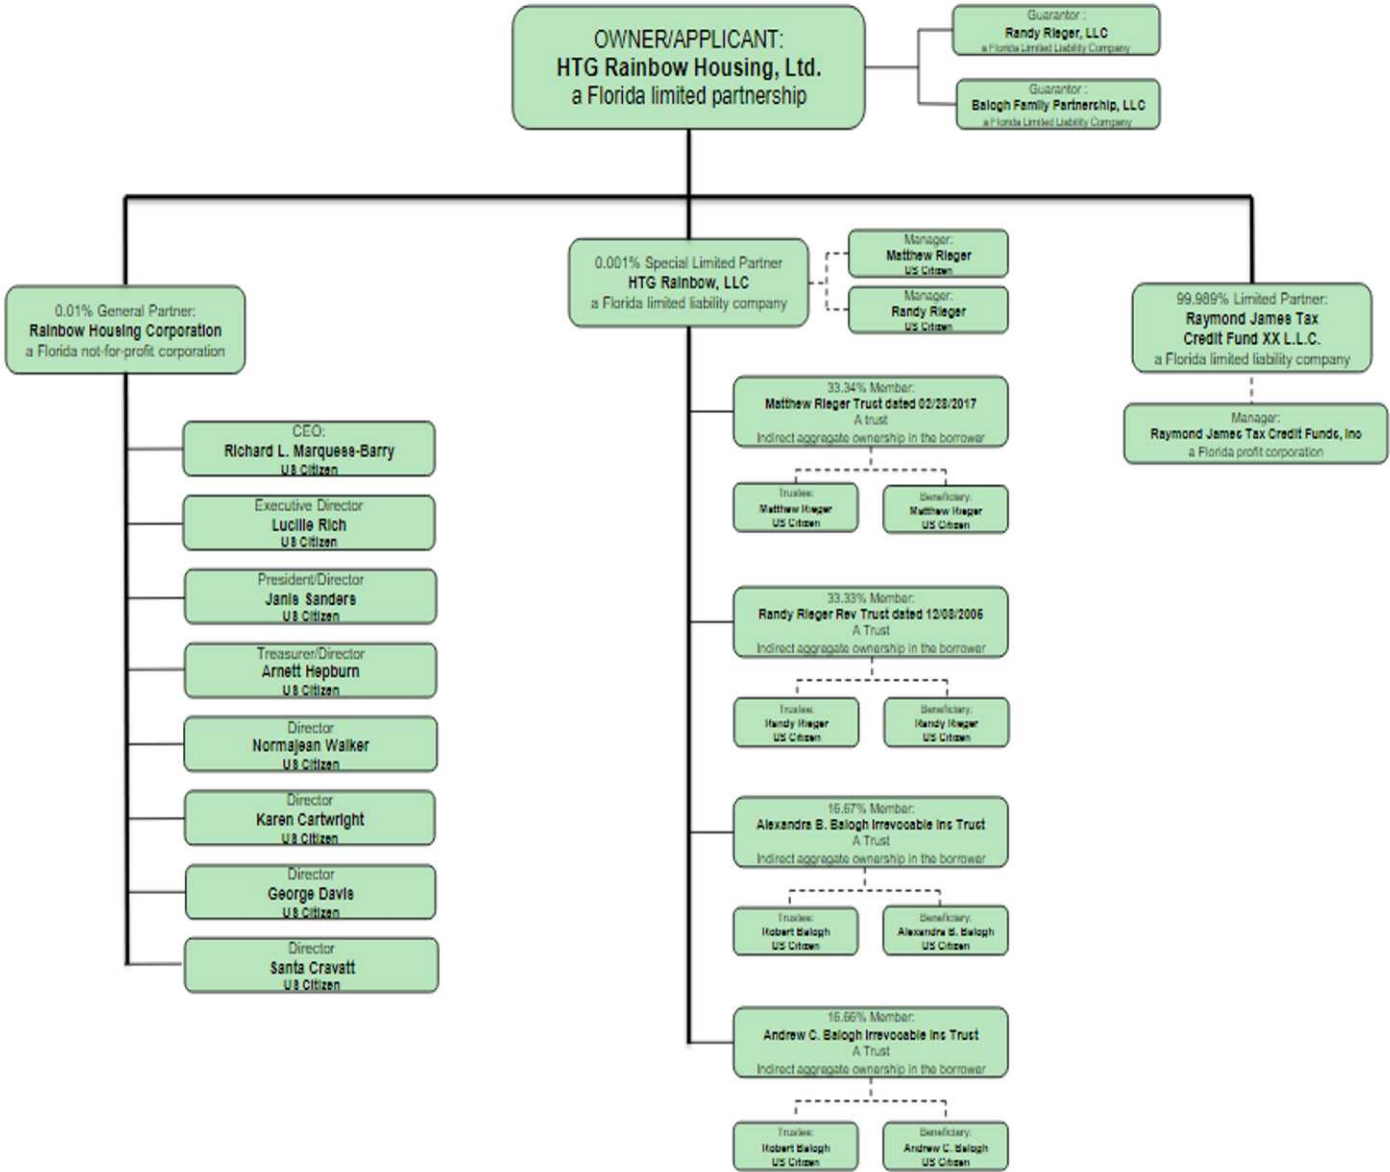 OWNER/APPLICANT:
HTG Rainbow Housing, Ltd.
a Florida limited partnership
Guarantor :
Randy Rieger, LLC
a Florida Limited Liability Company
Guarantor :
Balogh Family Partnership, LLC
a Florida Limited Liability Company
0.01% General Partner:
Rainbow Housing Corporation
a Florida not-for-profit corporation
CEO:
Richard L. Marquess-Barry
US Citizen
Executive Director
Lucille Rich
US Citizen
President/Director
Janis Sanders
US Citizen
Treasurer/Director
Arnett Hepburn
US Citizen
Director
Normajean Walker
US Citizen
Director
Karen Cartwright
US Citizen
Director
George Davis
US Citizen
Director
Santa Cravatt
US Citizen
0.001% Special Limited Partner
HTG Rainbow, LLC
a Florida limited liability company
Manager:
Matthew Rieger
US Citizen
Manager:
Randy Rieger
US Citizen
33.34% Member:
Matthew Rieger Trust dated 02/28/2017
A trust
Indirect aggregate ownership in the borrower
Trustee:
Matthew Rieger
US Citizen
Beneficiary:
Matthew Rieger
US Citizen
33.33% Member:
Randy Rieger Rev Trust dated 12/08/2006
A Trust
Indirect aggregate ownership in the borrower
Trustee:
Randy Rieger
US Citizen
Beneficiary:
Randy Rieger
US Citizen
16.67% Member:
Alexandra B. Balogh Irrevocable Ins Trust
A Trust
Indirect aggregate ownership in the borrower
Trustee:
Robert Balogh
US Citizen
Beneficiary:
Alexandra B. Balogh
US Citizen
16.66% Member:
Andrew C. Balogh Irrevocable Ins Trust
A Trust
Indirect aggregate ownership in the borrower
Trustee:
Robert Balogh
US Citizen
Beneficiary:
Andrew C. Balogh
US Citizen
99.989% Limited Partner:
Raymond James Tax
Credit Fund XX L.L.C.
a Florida limited liability company
Manager:
Raymond James Tax Credit Funds, Inc
a Florida profit corporation